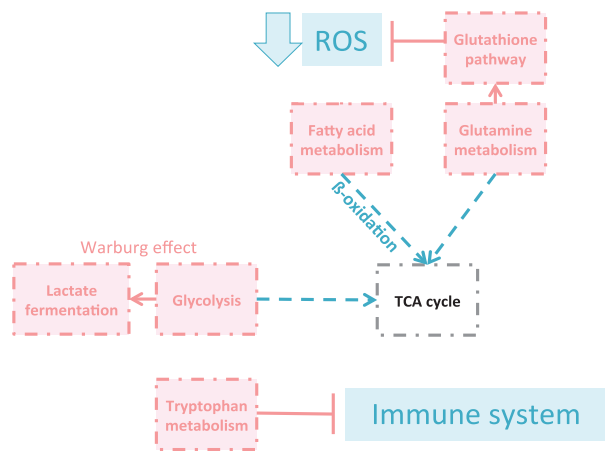 ROS
Glutathione
pathway
Fatty acid
metabolism
Glutamine
metabolism
ß-oxidation
Warburg effect
Lactate
fermentation
Glycolysis
TCA cycle
Tryptophan
metabolism
Immune system